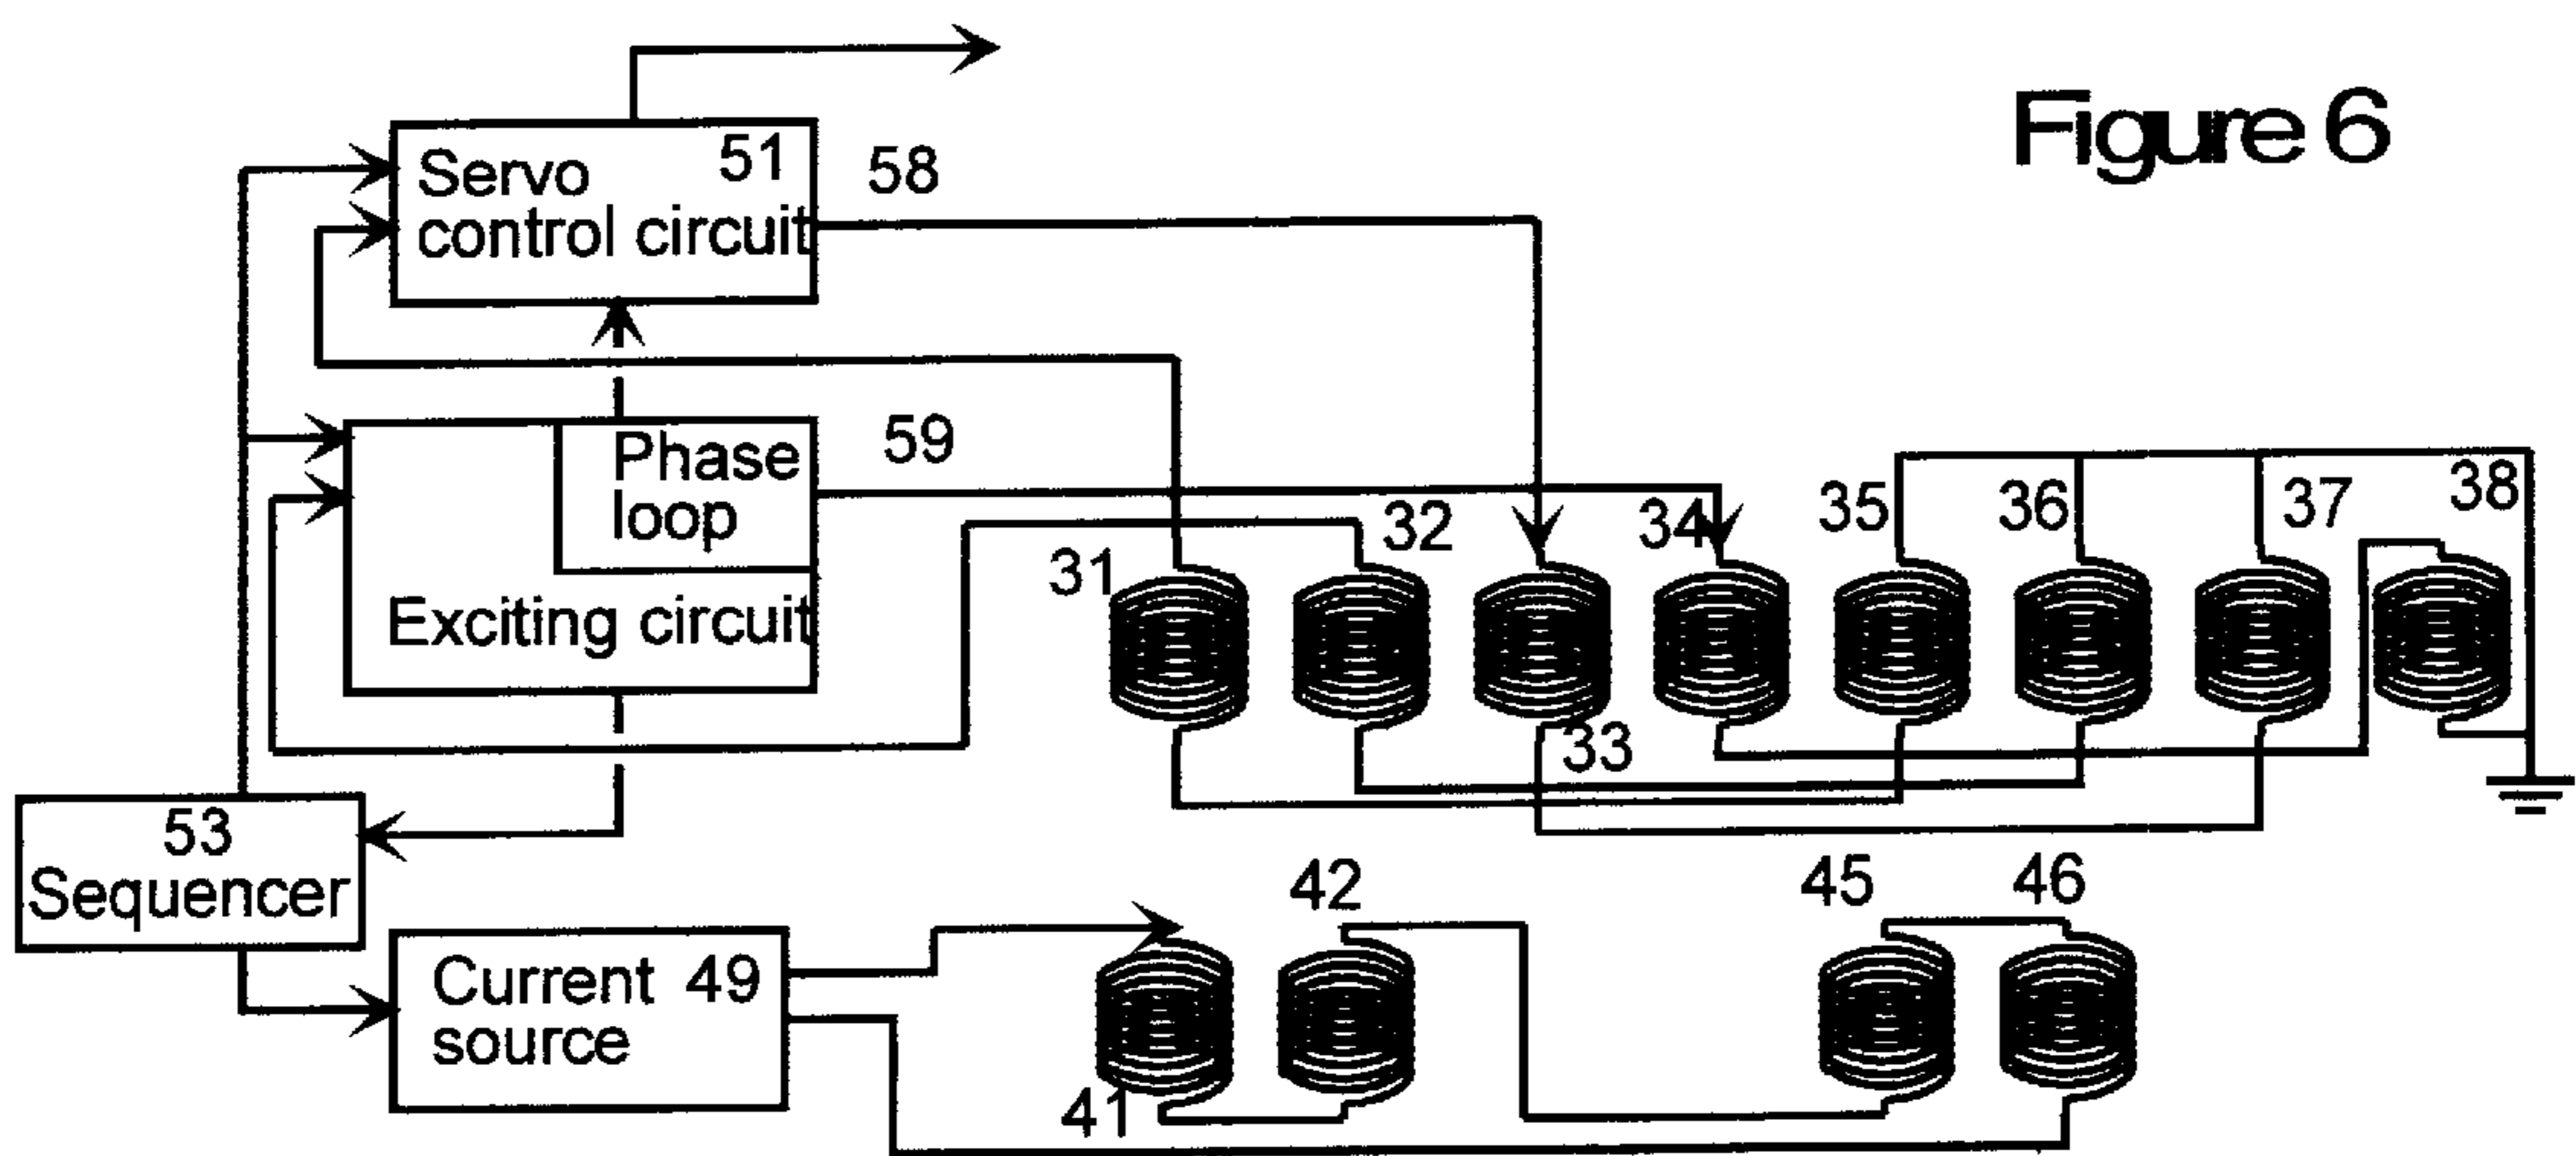 Figure 6
Servo 51
control circuit
58
Phase
loop
59
Exciting circuit
31
32
33
34
35
36
37
38
53
Sequencer
Current 49
source
41
42
45
46